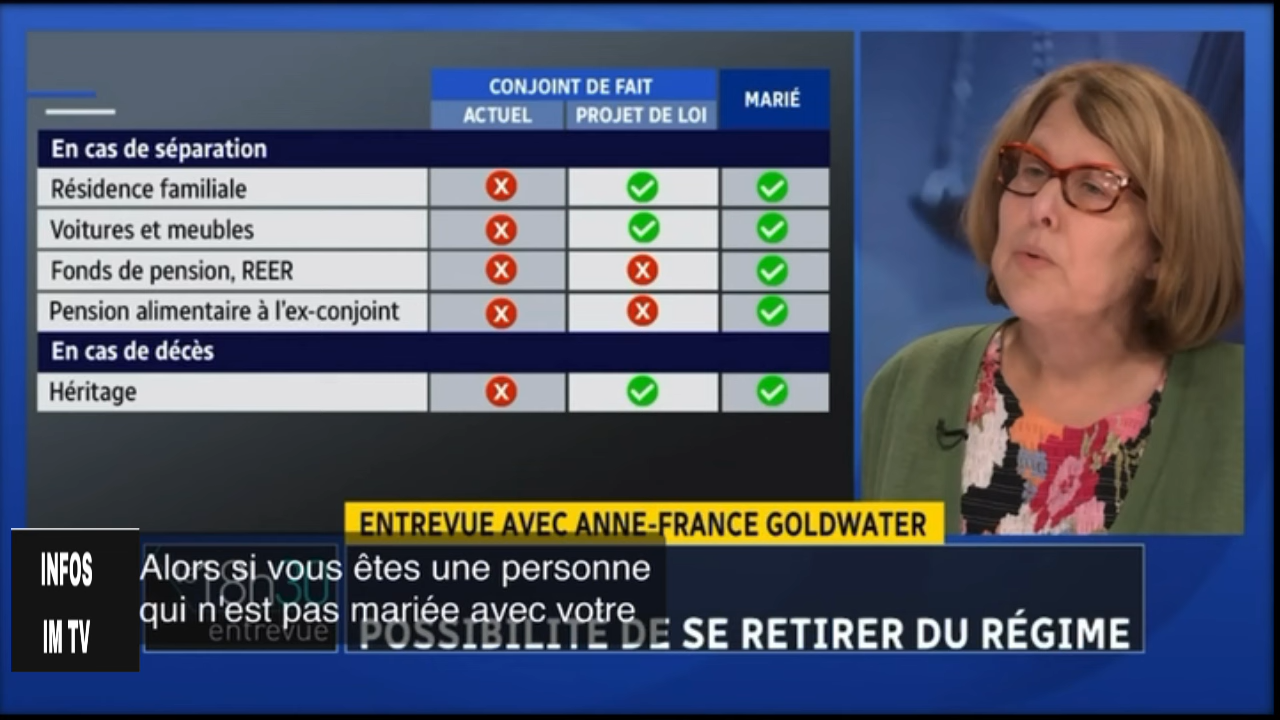 CONJOINT DE FAIT
MARIÉ
ACTUEL PROJET DE LOI
En cas de séparation
Résidence familiale
Voitures et meubles
Fonds de pension, REER
Pension alimentaire à l'ex-conjoint
En cas de décès
Héritage
ENTREVUE AVEC ANNE-FRANCE GOLDWATER
INFOS
IM TV
18h30
entrevue
Alors si vous êtes une personne
qui n'est pas mariée avec votre
POSSIBILITÉ DE SE RETIRER DU RÉGIME